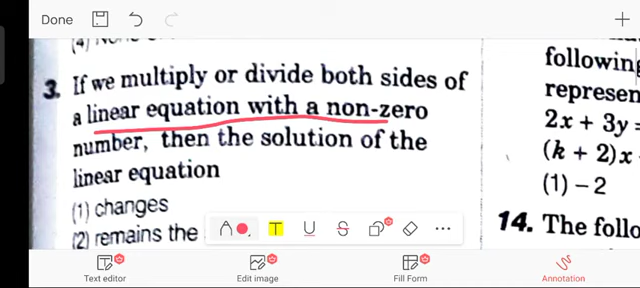 Done
3. If we multiply or divide both sides of
a linear equation with a non-zero
number, then the solution of the
linear equation
(1) changes
(2) remains the
following
represen
2x + 3y =
(k + 2)x
(1) – 2
14. The follo
A
T
U
S
Text editor
Edit image
Fill Form
Annotation